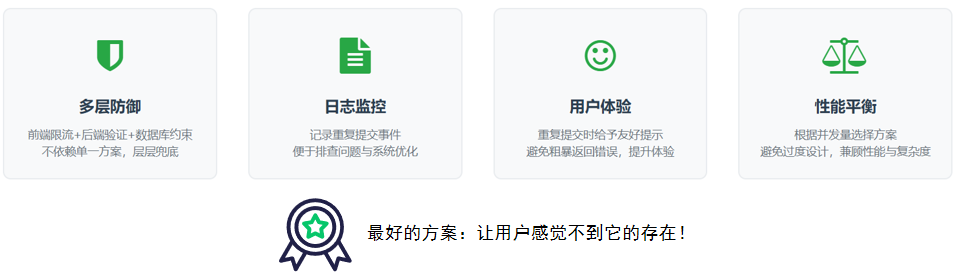 多层防御
前端限流+后端验证+数据库约束
不依赖单一方案，层层兜底
日志监控
记录重复提交事件
便于排查问题与系统优化
用户体验
重复提交时给予友好提示
避免粗暴返回错误，提升体验
性能平衡
根据并发量选择方案
避免过度设计，兼顾性能与复杂度
最好的方案：让用户感觉不到它的存在！